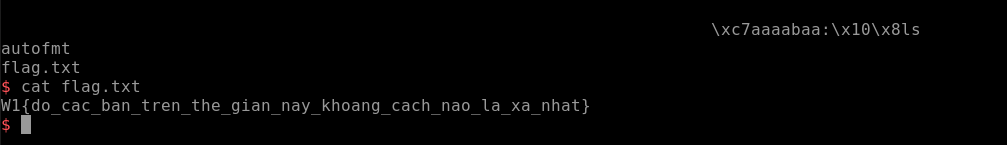 \xc7aaaabaa:\x10\x8ls
autofmt
flag.txt
$ cat flag.txt
W1{do_cac_ban_tren_the_gian_nay_khoang_cach_nao_la_xa_nhat}
$